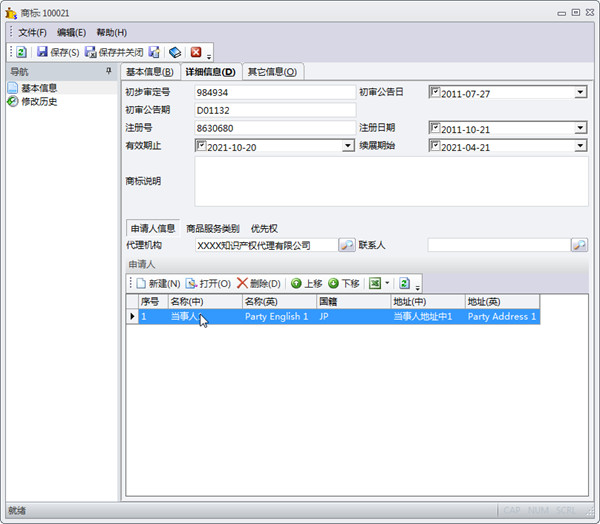 商标: 100021
文件(F) 编辑(E) 帮助(H)
保存(S) 保存并关闭
导航
基本信息
修改历史
基本信息(B) 详细信息(D) 其它信息(O)
初步审定号 984934 初审公告日 2011-07-27
初审公告期 D01132
注册号 8630680 注册日期 2011-10-21
有效期止 2021-10-20 续展期始 2021-04-21
商标说明
申请人信息 商品服务类别 优先权
代理机构 XXXX知识产权代理有限公司 联系人
申请人
新建(N) 打开(O) 删除(D) 上移 下移
序号 名称(中) 名称(英) 国籍 地址(中) 地址(英)
1 当事人 Party English 1 JP 当事人地址中1 Party Address 1
就绪 CAP NUM SCRL